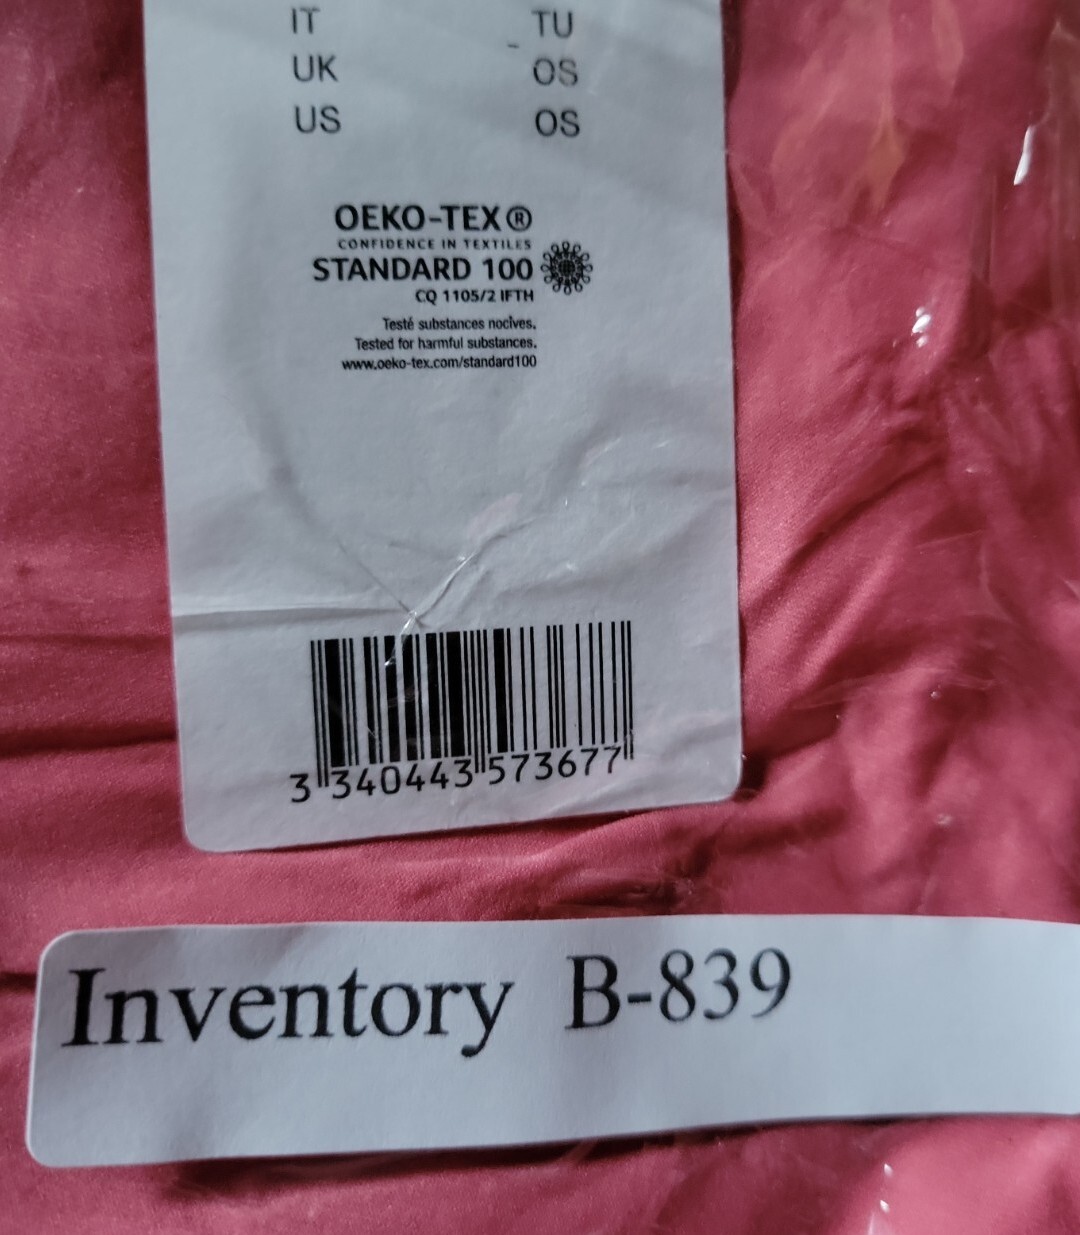 IT TU
UK OS
US OS
OEKO-TEX®
CONFIDENCE IN TEXTILES
STANDARD 100
CQ 1105/2 IFTH
Testé substances nocives.
Tested for harmful substances.
www.oeko-tex.com/standard100
3 340443 573677
Inventory B-839